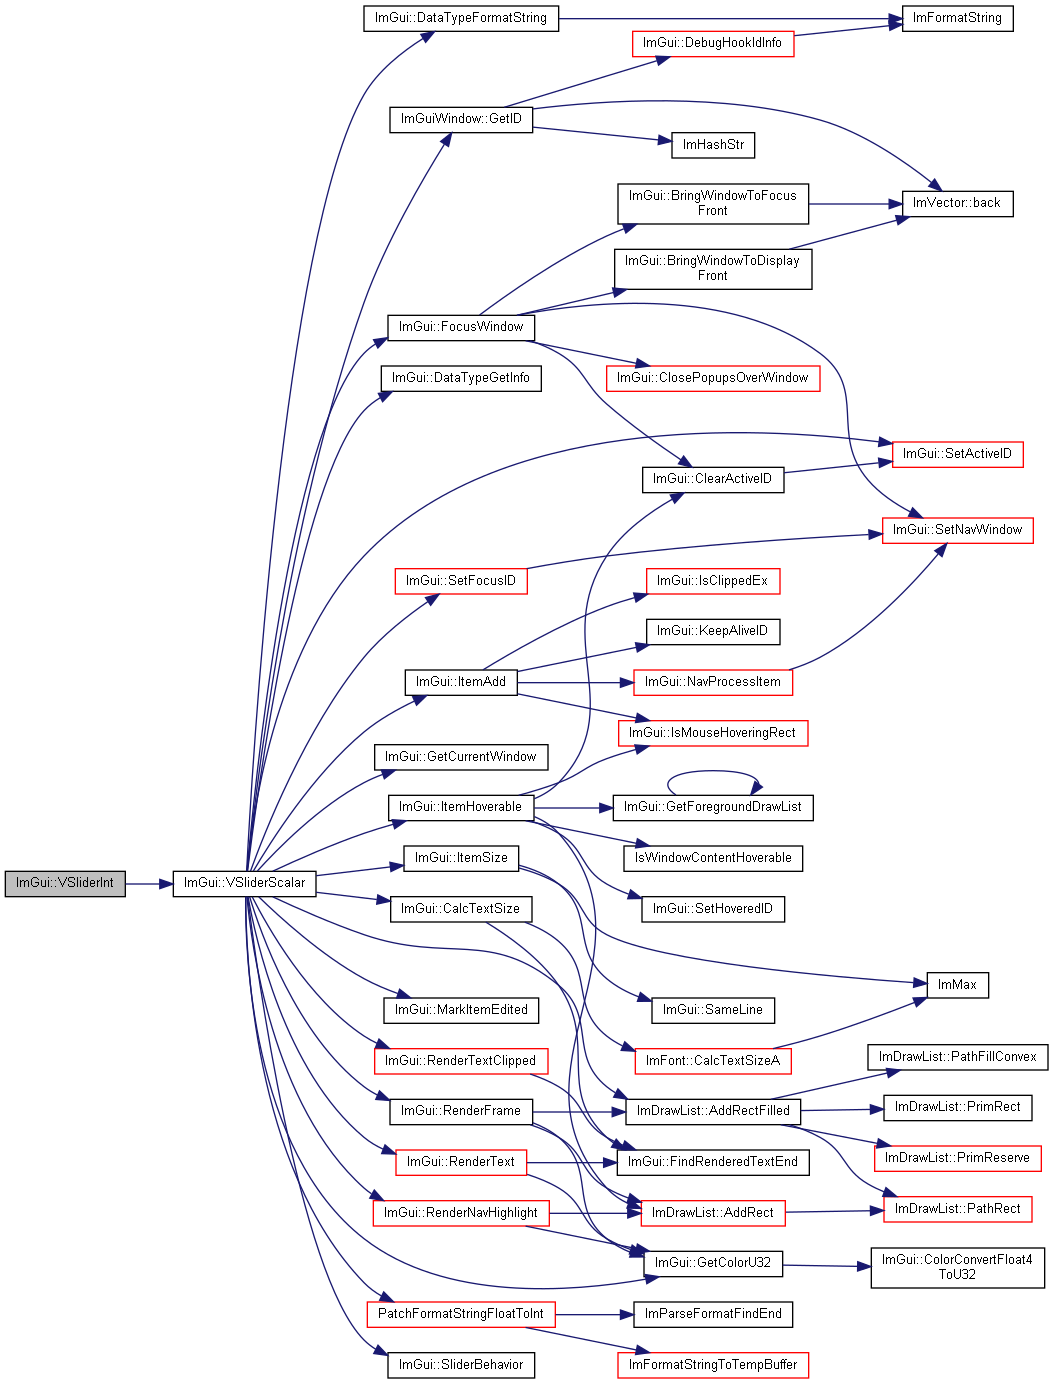 ImGui::DataTypeFormatString
ImFormatString
ImGui::DebugHookIdInfo
ImGuiWindow::GetID
ImHashStr
ImGui::BringWindowToFocus
Front
ImVector::back
ImGui::BringWindowToDisplay
Front
ImGui::FocusWindow
ImGui::DataTypeGetInfo
ImGui::ClosePopupsOverWindow
ImGui::SetActiveID
ImGui::ClearActiveID
ImGui::SetNavWindow
ImGui::SetFocusID
ImGui::IsClippedEx
ImGui::KeepAliveID
ImGui::ItemAdd
ImGui::NavProcessItem
ImGui::IsMouseHoveringRect
ImGui::GetCurrentWindow
ImGui::ItemHoverable
ImGui::GetForegroundDrawList
ImGui::ItemSize
IsWindowContentHoverable
ImGui::VSliderInt
ImGui::VSliderScalar
ImGui::CalcTextSize
ImGui::SetHoveredID
ImMax
ImGui::MarkItemEdited
ImGui::SameLine
ImGui::RenderTextClipped
ImFont::CalcTextSizeA
ImDrawList::PathFillConvex
ImGui::RenderFrame
ImDrawList::AddRectFilled
ImDrawList::PrimRect
ImGui::RenderText
ImGui::FindRenderedTextEnd
ImDrawList::PrimReserve
ImGui::RenderNavHighlight
ImDrawList::AddRect
ImDrawList::PathRect
ImGui::GetColorU32
ImGui::ColorConvertFloat4
ToU32
PatchFormatStringFloatToInt
ImParseFormatFindEnd
ImGui::SliderBehavior
ImFormatStringToTempBuffer